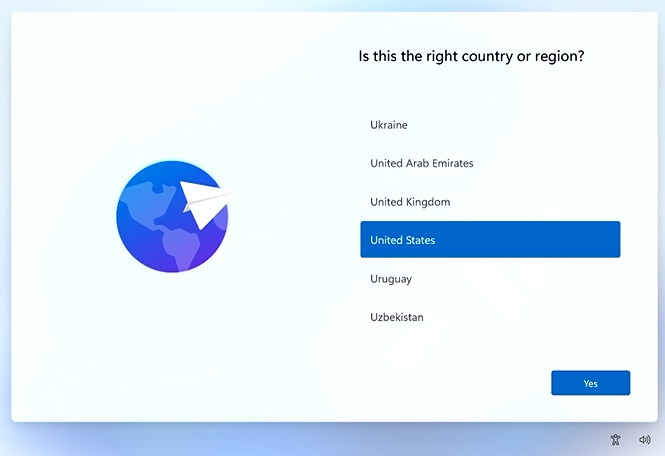 Is this the right country or region?
Ukraine
United Arab Emirates
United Kingdom
United States
Uruguay
Uzbekistan
Yes